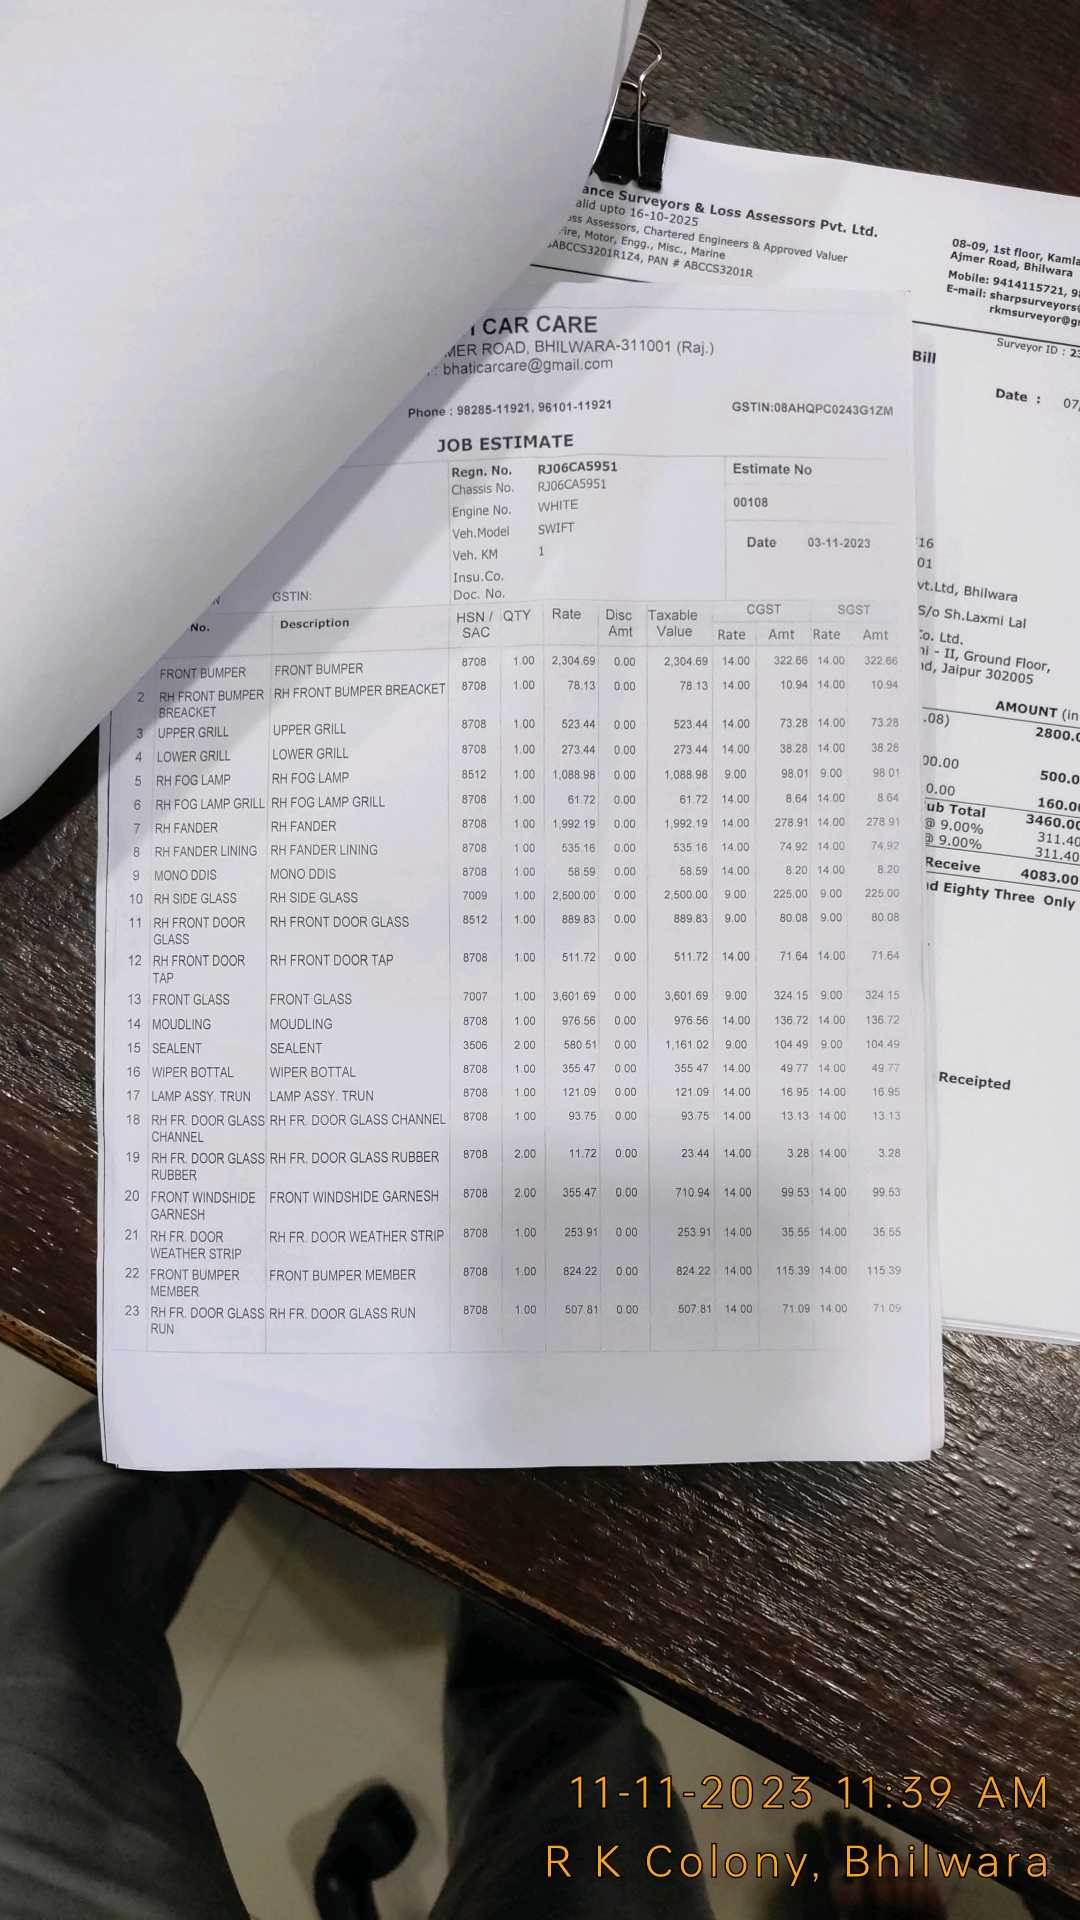 ance Surveyors & Loss Assessors Pvt. Ltd.
alid upto 16-10-2025
oss Assessors, Chartered Engineers & Approved Valuer
ire, Motor, Engg., Misc., Marine
ABCCS3201R1Z4, PAN # ABCCS3201R
08-09, 1st floor, Kamla
Ajmer Road, Bhilwara
Mobile: 9414115721, 9
E-mail: sharpsurveyors@
rkmsurveyor@g
Surveyor ID : 23
Bill
Date : 07/
CAR CARE
MER ROAD, BHILWARA-311001 (Raj.)
: bhaticarcare@gmail.com
Phone : 98285-11921, 96101-11921 GSTIN:08AHQPC0243G1ZM
JOB ESTIMATE
Regn. No. RJ06CA5951 Estimate No
Chassis No. RJ06CA5951
Engine No. WHITE 00108
Veh.Model SWIFT
Veh. KM 1 Date 03-11-2023
Insu.Co.
Doc. No.
GSTIN:
No. Description HSN / SAC QTY Rate Disc Amt Taxable Value CGST Rate Amt SGST Rate Amt
FRONT BUMPER FRONT BUMPER 8708 1.00 2,304.69 0.00 2,304.69 14.00 322.66 14.00 322.66
2 RH FRONT BUMPER BREACKET RH FRONT BUMPER BREACKET 8708 1.00 78.13 0.00 78.13 14.00 10.94 14.00 10.94
3 UPPER GRILL UPPER GRILL 8708 1.00 523.44 0.00 523.44 14.00 73.28 14.00 73.28
4 LOWER GRILL LOWER GRILL 8708 1.00 273.44 0.00 273.44 14.00 38.28 14.00 38.28
5 RH FOG LAMP RH FOG LAMP 8512 1.00 1,088.98 0.00 1,088.98 9.00 98.01 9.00 98.01
6 RH FOG LAMP GRILL RH FOG LAMP GRILL 8708 1.00 61.72 0.00 61.72 14.00 8.64 14.00 8.64
7 RH FANDER RH FANDER 8708 1.00 1,992.19 0.00 1,992.19 14.00 278.91 14.00 278.91
8 RH FANDER LINING RH FANDER LINING 8708 1.00 535.16 0.00 535.16 14.00 74.92 14.00 74.92
9 MONO DDIS MONO DDIS 8708 1.00 58.59 0.00 58.59 14.00 8.20 14.00 8.20
10 RH SIDE GLASS RH SIDE GLASS 7009 1.00 2,500.00 0.00 2,500.00 9.00 225.00 9.00 225.00
11 RH FRONT DOOR GLASS RH FRONT DOOR GLASS 8512 1.00 889.83 0.00 889.83 9.00 80.08 9.00 80.08
12 RH FRONT DOOR TAP RH FRONT DOOR TAP 8708 1.00 511.72 0.00 511.72 14.00 71.64 14.00 71.64
13 FRONT GLASS FRONT GLASS 7007 1.00 3,601.69 0.00 3,601.69 9.00 324.15 9.00 324.15
14 MOUDLING MOUDLING 8708 1.00 976.56 0.00 976.56 14.00 136.72 14.00 136.72
15 SEALENT SEALENT 3506 2.00 580.51 0.00 1,161.02 9.00 104.49 9.00 104.49
16 WIPER BOTTAL WIPER BOTTAL 8708 1.00 355.47 0.00 355.47 14.00 49.77 14.00 49.77
17 LAMP ASSY. TRUN LAMP ASSY. TRUN 8708 1.00 121.09 0.00 121.09 14.00 16.95 14.00 16.95
18 RH FR. DOOR GLASS CHANNEL RH FR. DOOR GLASS CHANNEL 8708 1.00 93.75 0.00 93.75 14.00 13.13 14.00 13.13
19 RH FR. DOOR GLASS RUBBER RH FR. DOOR GLASS RUBBER 8708 2.00 11.72 0.00 23.44 14.00 3.28 14.00 3.28
20 FRONT WINDSHIDE GARNESH FRONT WINDSHIDE GARNESH 8708 2.00 355.47 0.00 710.94 14.00 99.53 14.00 99.53
21 RH FR. DOOR WEATHER STRIP RH FR. DOOR WEATHER STRIP 8708 1.00 253.91 0.00 253.91 14.00 35.55 14.00 35.55
22 FRONT BUMPER MEMBER FRONT BUMPER MEMBER 8708 1.00 824.22 0.00 824.22 14.00 115.39 14.00 115.39
23 RH FR. DOOR GLASS RUN RH FR. DOOR GLASS RUN 8708 1.00 507.81 0.00 507.81 14.00 71.09 14.00 71.09
16
01
vt.Ltd, Bhilwara
S/o Sh.Laxmi Lal
Co. Ltd.
ni - II, Ground Floor,
nd, Jaipur 302005
AMOUNT (in
.08) 2800.0
00.00 500.0
0.00 160.0
ub Total 3460.00
@ 9.00% 311.40
@ 9.00% 311.40
Receive 4083.00
nd Eighty Three Only
Receipted
11-11-2023 11:39 AM
R K Colony, Bhilwara